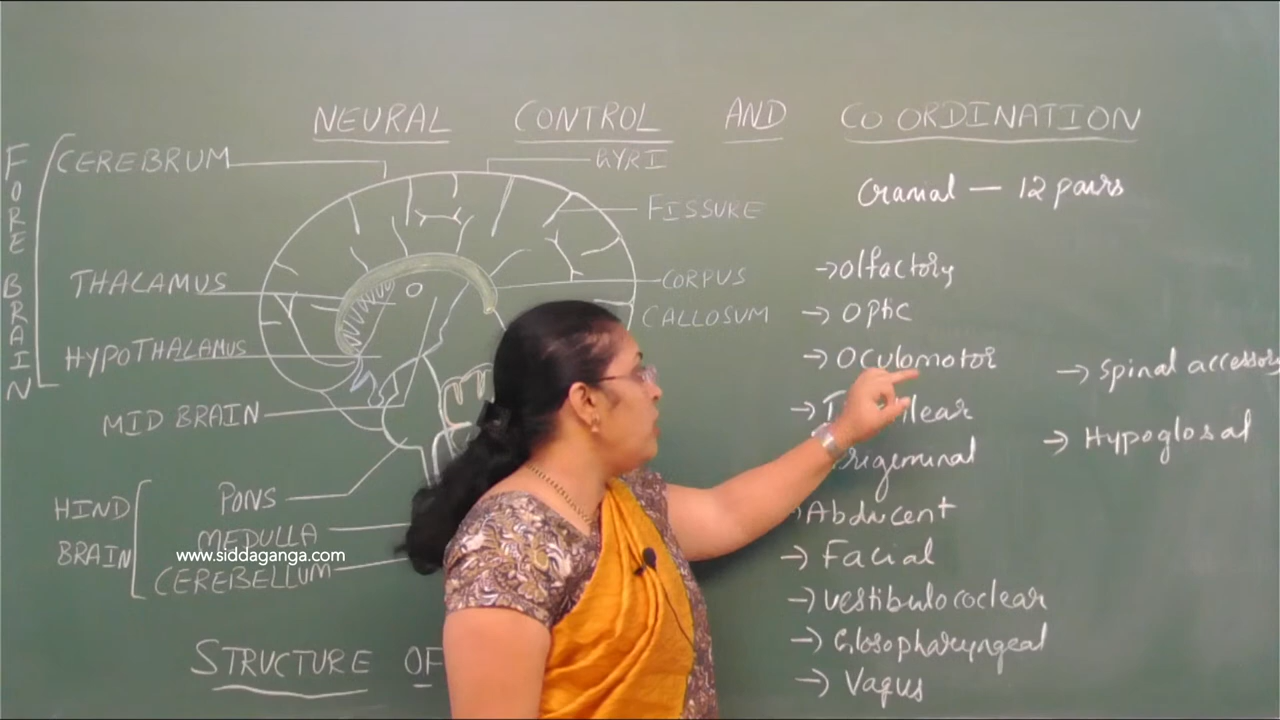 NEURAL CONTROL AND CO ORDINATION
FORE BRAIN
CEREBRUM
THALAMUS
HYPOTHALAMUS
MID BRAIN
HIND BRAIN
PONS
MEDULLA
www.siddaganga.com
CEREBELLUM
STRUCTURE OF
GYRI
FISSURE
CORPUS
CALLOSUM
Cranial — 12 pairs
→ Olfactory
→ Optic
→ Oculomotor
→
→
Abducent
→ Facial
→ Vestibulococlear
→ Glosopharyngeal
→ Vagus
→ Spinal accessory
→ Hypoglosal